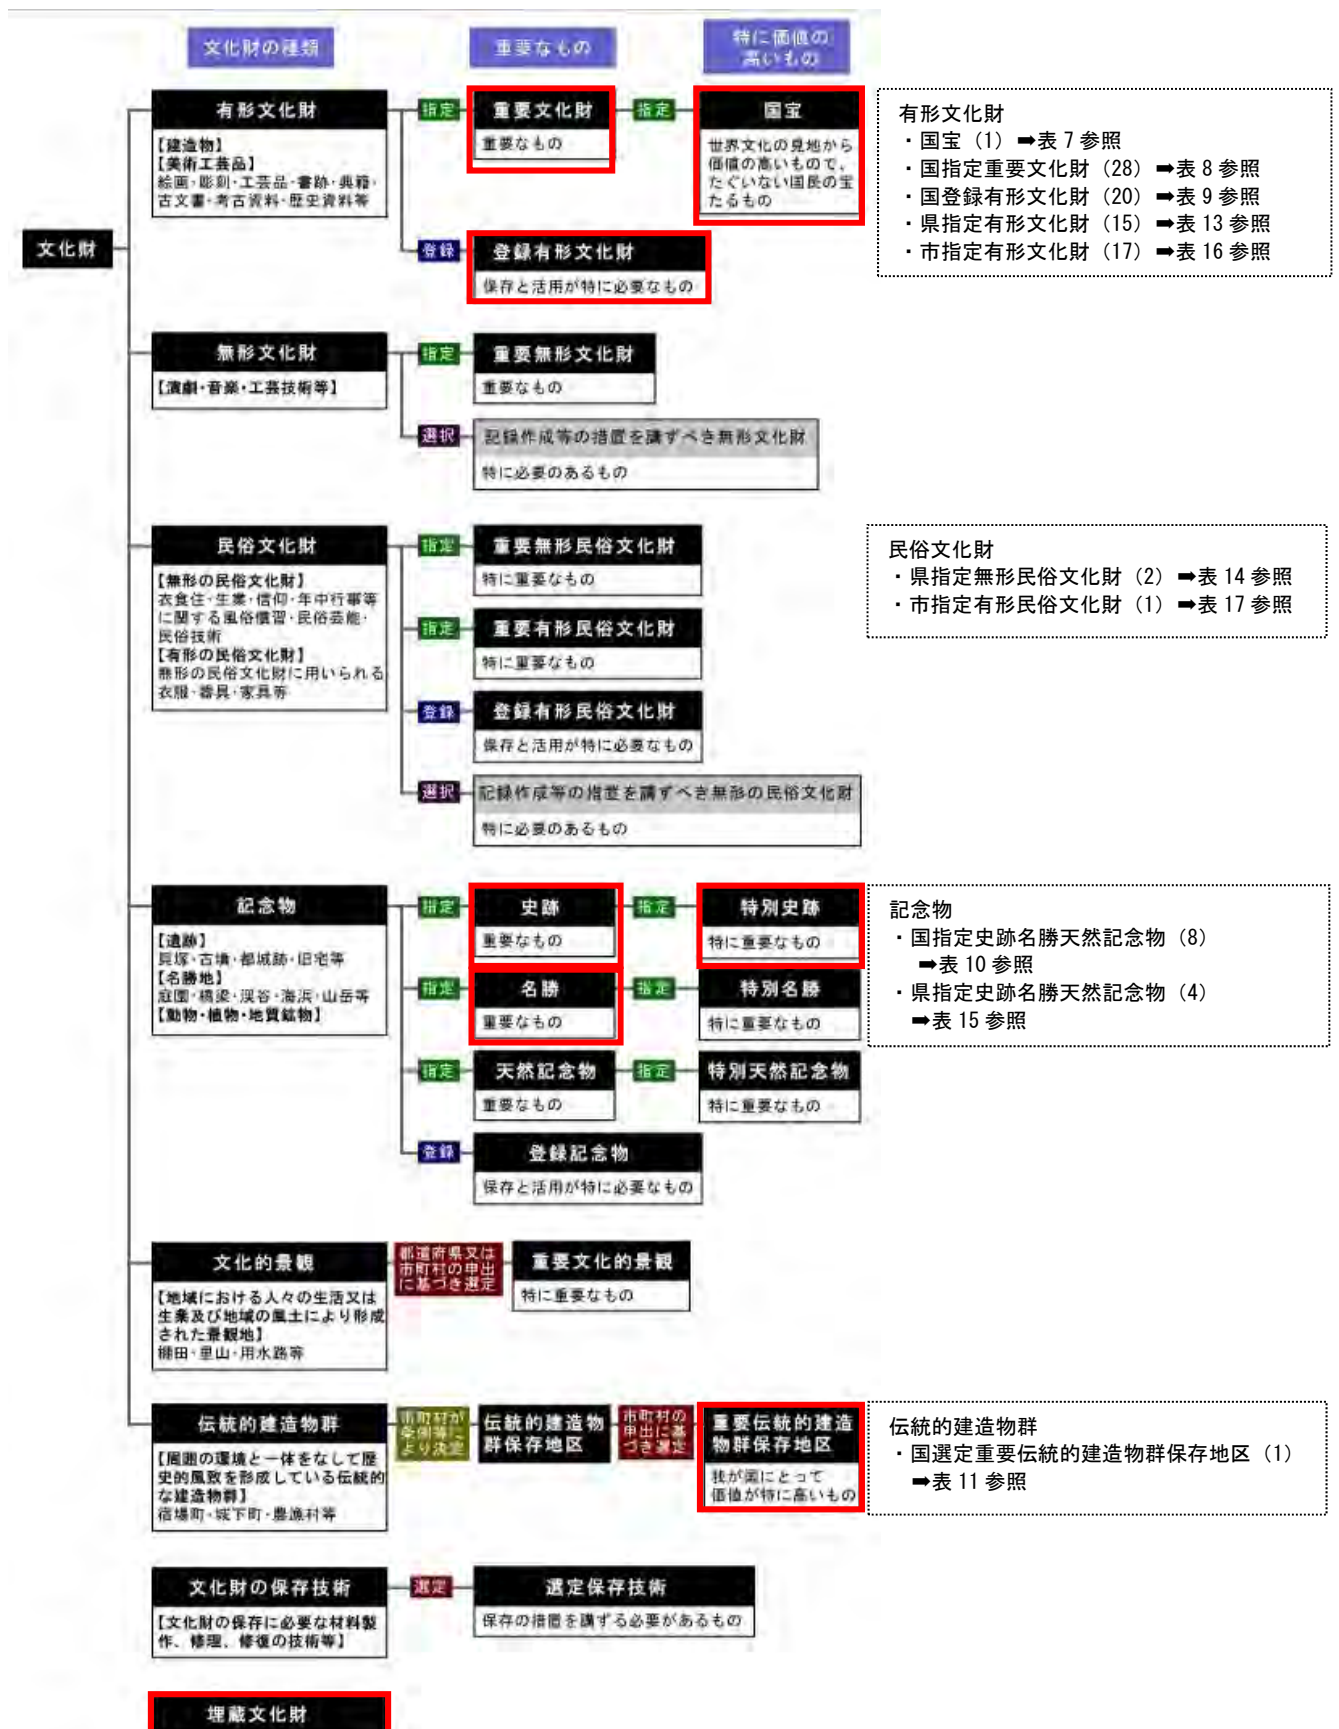 文化財の種類
重要なもの
特に価値の
高いもの
文化財
有形文化財
【建造物】
【美術工芸品】
絵画・彫刻・工芸品・書跡・典籍・
古文書・考古資料・歴史資料等
指定
重要文化財
重要なもの
指定
国宝
世界文化の見地から
価値の高いもので、
たぐいない国民の宝
たるもの
登録
登録有形文化財
保存と活用が特に必要なもの
有形文化財
・国宝（1）➡表 7 参照
・国指定重要文化財（28）➡表 8 参照
・国登録有形文化財（20）➡表 9 参照
・県指定有形文化財（15）➡表 13 参照
・市指定有形文化財（17）➡表 16 参照
無形文化財
【演劇・音楽・工芸技術等】
指定
重要無形文化財
重要なもの
選択
記録作成等の措置を講ずべき無形文化財
特に必要のあるもの
民俗文化財
【無形の民俗文化財】
衣食住・生業・信仰・年中行事等
に関する風俗慣習・民俗芸能・
民俗技術
【有形の民俗文化財】
無形の民俗文化財に用いられる
衣服・器具・家具等
指定
重要無形民俗文化財
特に重要なもの
指定
重要有形民俗文化財
特に重要なもの
登録
登録有形民俗文化財
保存と活用が特に必要なもの
選択
記録作成等の措置を講ずべき無形の民俗文化財
特に必要のあるもの
民俗文化財
・県指定無形民俗文化財（2）➡表 14 参照
・市指定有形民俗文化財（1）➡表 17 参照
記念物
【遺跡】
貝塚・古墳・都城跡・旧宅等
【名勝地】
庭園・橋梁・渓谷・海浜・山岳等
【動物・植物・地質鉱物】
指定
史跡
重要なもの
指定
特別史跡
特に重要なもの
指定
名勝
重要なもの
指定
特別名勝
特に重要なもの
指定
天然記念物
重要なもの
指定
特別天然記念物
特に重要なもの
登録
登録記念物
保存と活用が特に必要なもの
記念物
・国指定史跡名勝天然記念物（8）
➡表 10 参照
・県指定史跡名勝天然記念物（4）
➡表 15 参照
文化的景観
【地域における人々の生活又は
生業及び地域の風土により形成
された景観地】
棚田・里山・用水路等
都道府県又は
市町村の申出
に基づき選定
重要文化的景観
特に重要なもの
伝統的建造物群
【周囲の環境と一体をなして歴
史的風致を形成している伝統的
な建造物群】
宿場町・城下町・農漁村等
市町村が
条例等に
より決定
伝統的建造物
群保存地区
市町村の
申出に基
づき選定
重要伝統的建造
物群保存地区
我が国にとって
価値が特に高いもの
伝統的建造物群
・国選定重要伝統的建造物群保存地区（1）
➡表 11 参照
文化財の保存技術
【文化財の保存に必要な材料製
作、修理、修復の技術等】
選定
選定保存技術
保存の措置を講ずる必要があるもの
埋蔵文化財